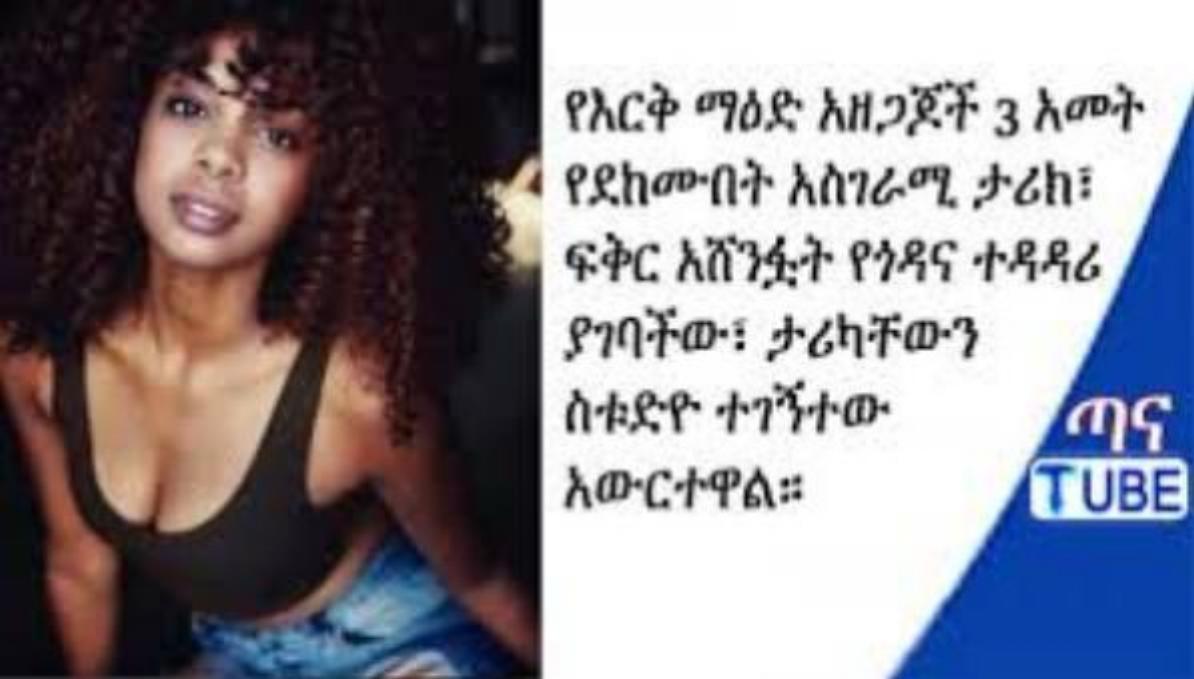 የእርቅ ማዕድ አዘጋጆች 3 አመት
የደከሙበት አስገራሚ ታሪክ፣
ፍቅር አሸንፏት የጎዳና ተዳዳሪ
ያገባችው፣ ታሪካቸውን
ስቱድዮ ተገኝተው
አውርተዋል።
ጣና
TUBE